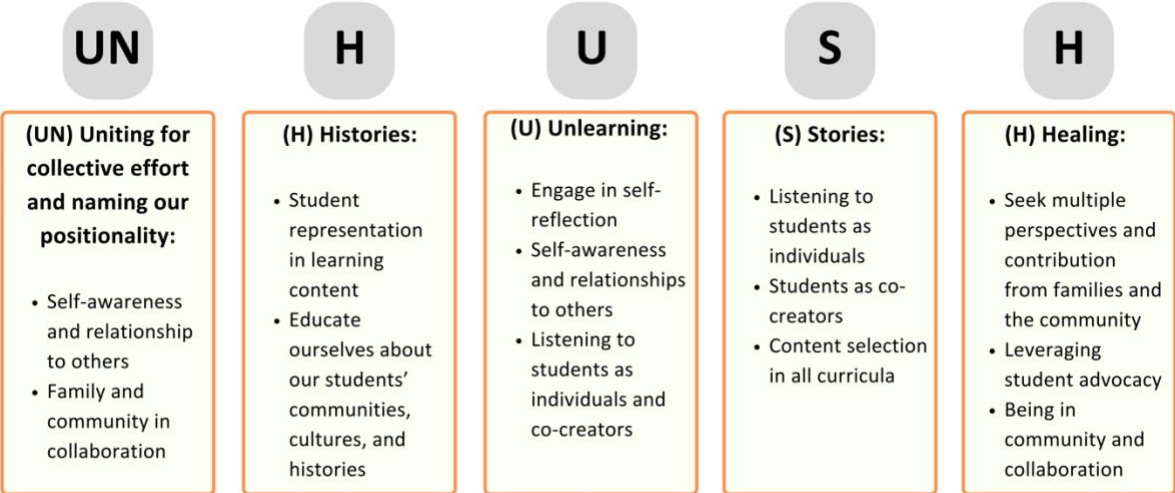 UN
H
U
S
H
(UN) Uniting for
collective effort
and naming our
positionality:
• Self-awareness
and relationship
to others
• Family and
community in
collaboration
(H) Histories:
• Student
representation
in learning
content
• Educate
ourselves about
our students’
communities,
cultures, and
histories
(U) Unlearning:
• Engage in self-
reflection
• Self-awareness
and relationships
to others
• Listening to
students as
individuals and
co-creators
(S) Stories:
• Listening to
students as
individuals
• Students as co-
creators
• Content selection
in all curricula
(H) Healing:
• Seek multiple
perspectives and
contribution
from families and
the community
• Leveraging
student advocacy
• Being in
community and
collaboration